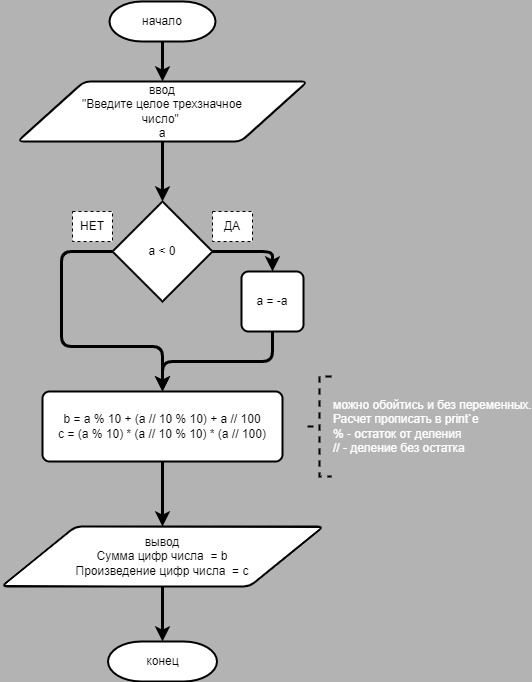 начало
ввод
"Введите целое трехзначное
число"
a
НЕТ
ДА
a < 0
a = -a
b = a % 10 + (a // 10 % 10) + a // 100
c = (a % 10) * (a // 10 % 10) * (a // 100)
можно обойтись и без переменных.
Расчет прописать в print`е
% - остаток от деления
// - деление без остатка
вывод
Сумма цифр числа = b
Произведение цифр числа = c
конец